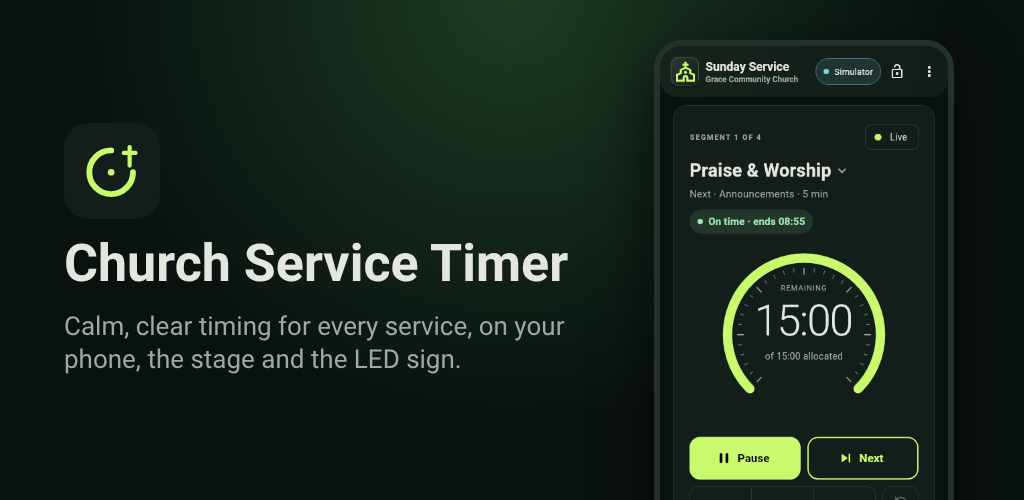 Church Service Timer
Calm, clear timing for every service, on your
phone, the stage and the LED sign.
Sunday Service
Grace Community Church
Simulator
SEGMENT 1 OF 4
Live
Praise & Worship
Next · Announcements · 5 min
On time · ends 08:55
REMAINING
15:00
of 15:00 allocated
Pause
Next